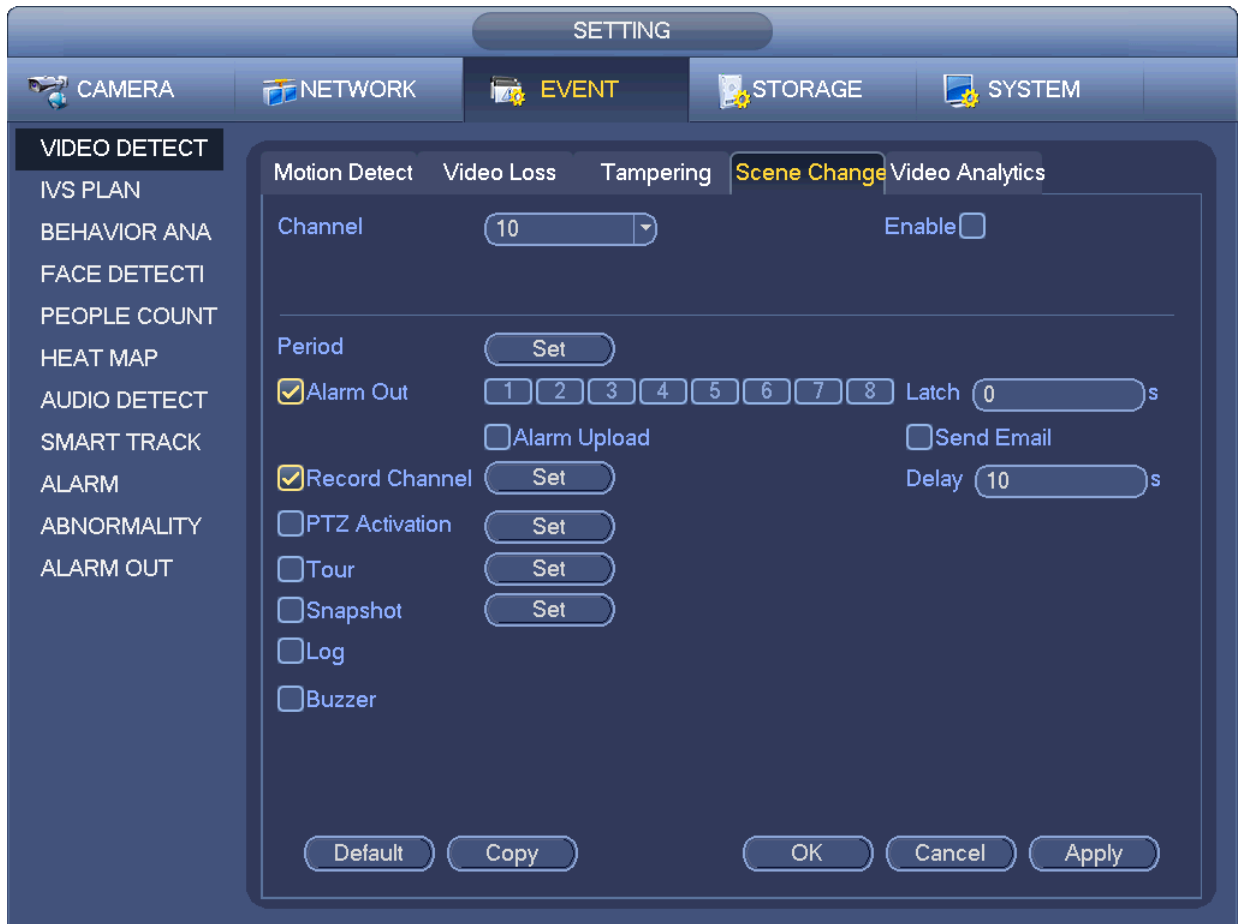 SETTING
CAMERA NETWORK EVENT STORAGE SYSTEM
VIDEO DETECT
IVS PLAN
BEHAVIOR ANA
FACE DETECTI
PEOPLE COUNT
HEAT MAP
AUDIO DETECT
SMART TRACK
ALARM
ABNORMALITY
ALARM OUT
Motion Detect Video Loss Tampering Scene Change Video Analytics
Channel 10 Enable
Period Set
Alarm Out 1 2 3 4 5 6 7 8 Latch 0 s
Alarm Upload Send Email
Record Channel Set Delay 10 s
PTZ Activation Set
Tour Set
Snapshot Set
Log
Buzzer
Default Copy OK Cancel Apply